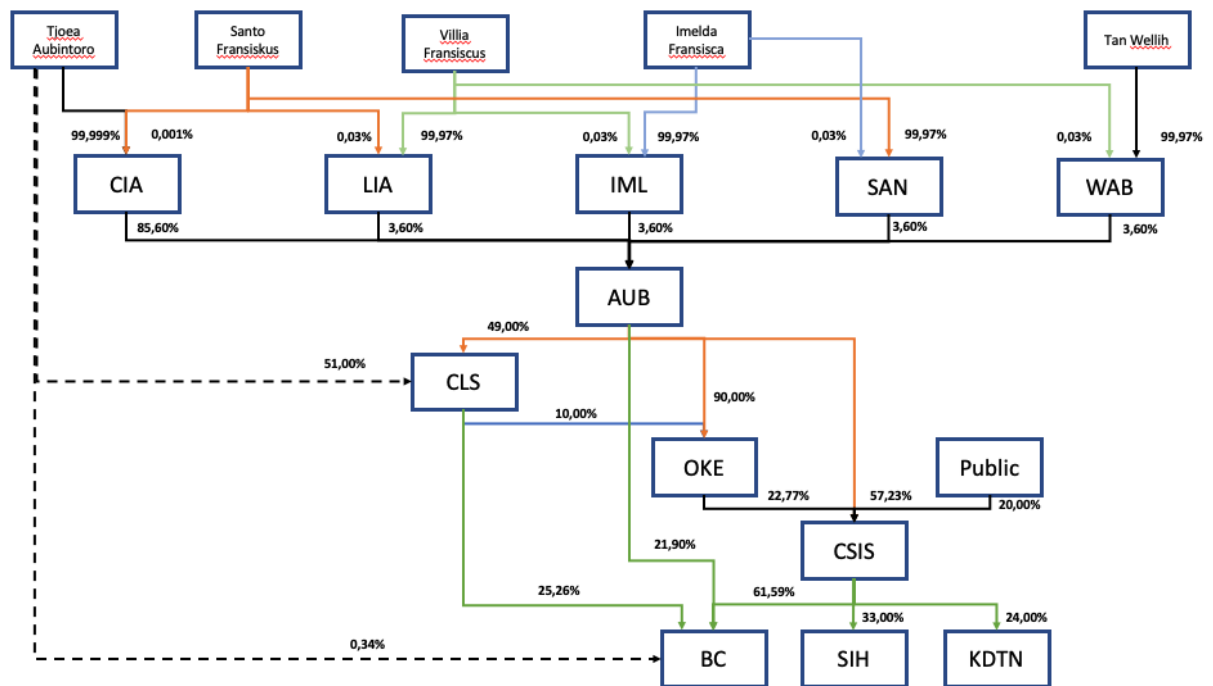 Tjoea
Aubintoro
Santo
Fransiskus
Villia
Fransiscus
Imelda
Fransisca
Tan Wellih
99,999%
0,001%
0,03%
99,97%
0,03%
99,97%
0,03%
99,97%
0,03%
99,97%
CIA
LIA
IML
SAN
WAB
85,60%
3,60%
3,60%
3,60%
3,60%
AUB
49,00%
51,00%
CLS
90,00%
10,00%
OKE
Public
22,77%
57,23%
20,00%
CSIS
21,90%
25,26%
61,59%
33,00%
24,00%
0,34%
BC
SIH
KDTN